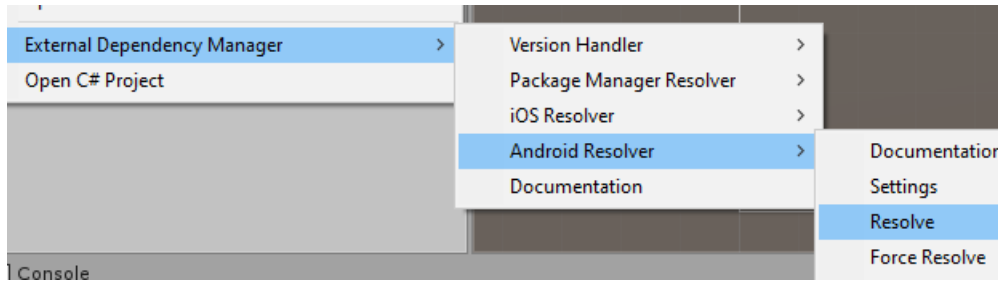 External Dependency Manager
Open C# Project
Version Handler
Package Manager Resolver
iOS Resolver
Android Resolver
Documentation
Documentation
Settings
Resolve
Force Resolve
Console